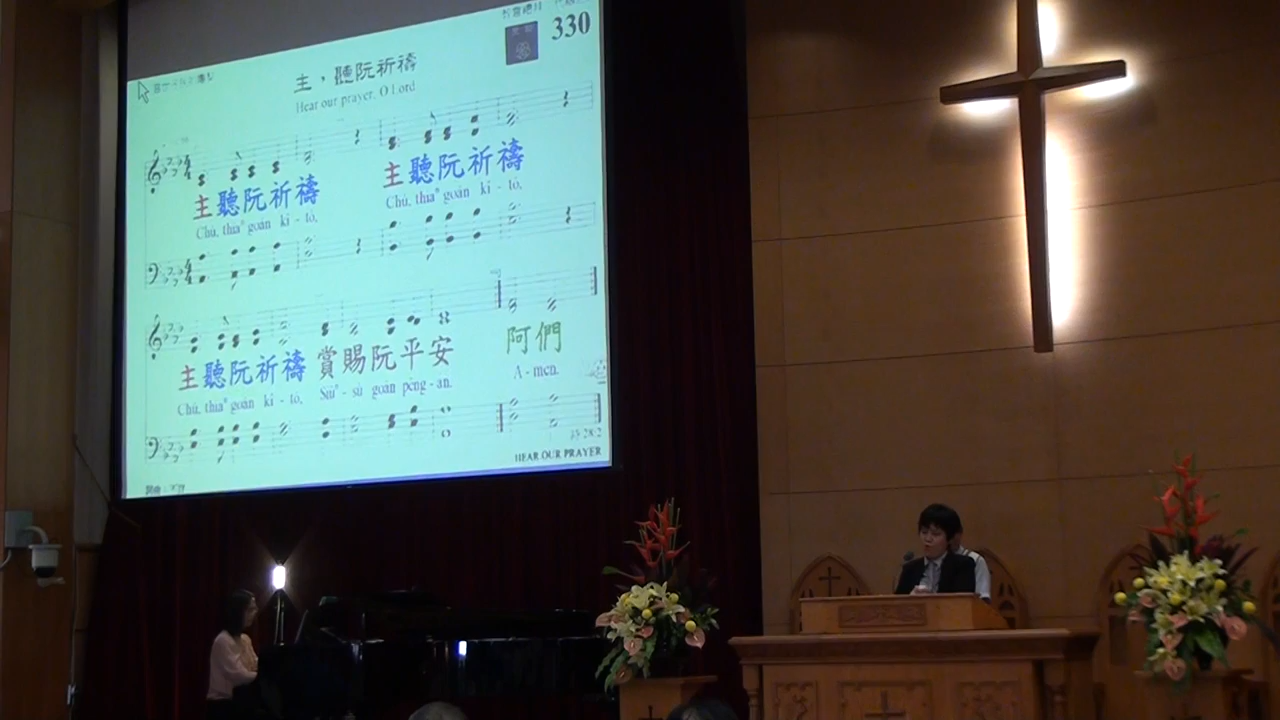 330
主，聽阮祈禱
Hear our prayer, O Lord
主聽阮祈禱 主聽阮祈禱
Chú, thiaⁿ goán kî-tó, Chú, thiaⁿ goán kî-tó,
主聽阮祈禱 賞賜阮平安 阿們
Chú, thiaⁿ goán kî-tó, Siúⁿ-sù goán pêng-an. A-men.
HEAR OUR PRAYER